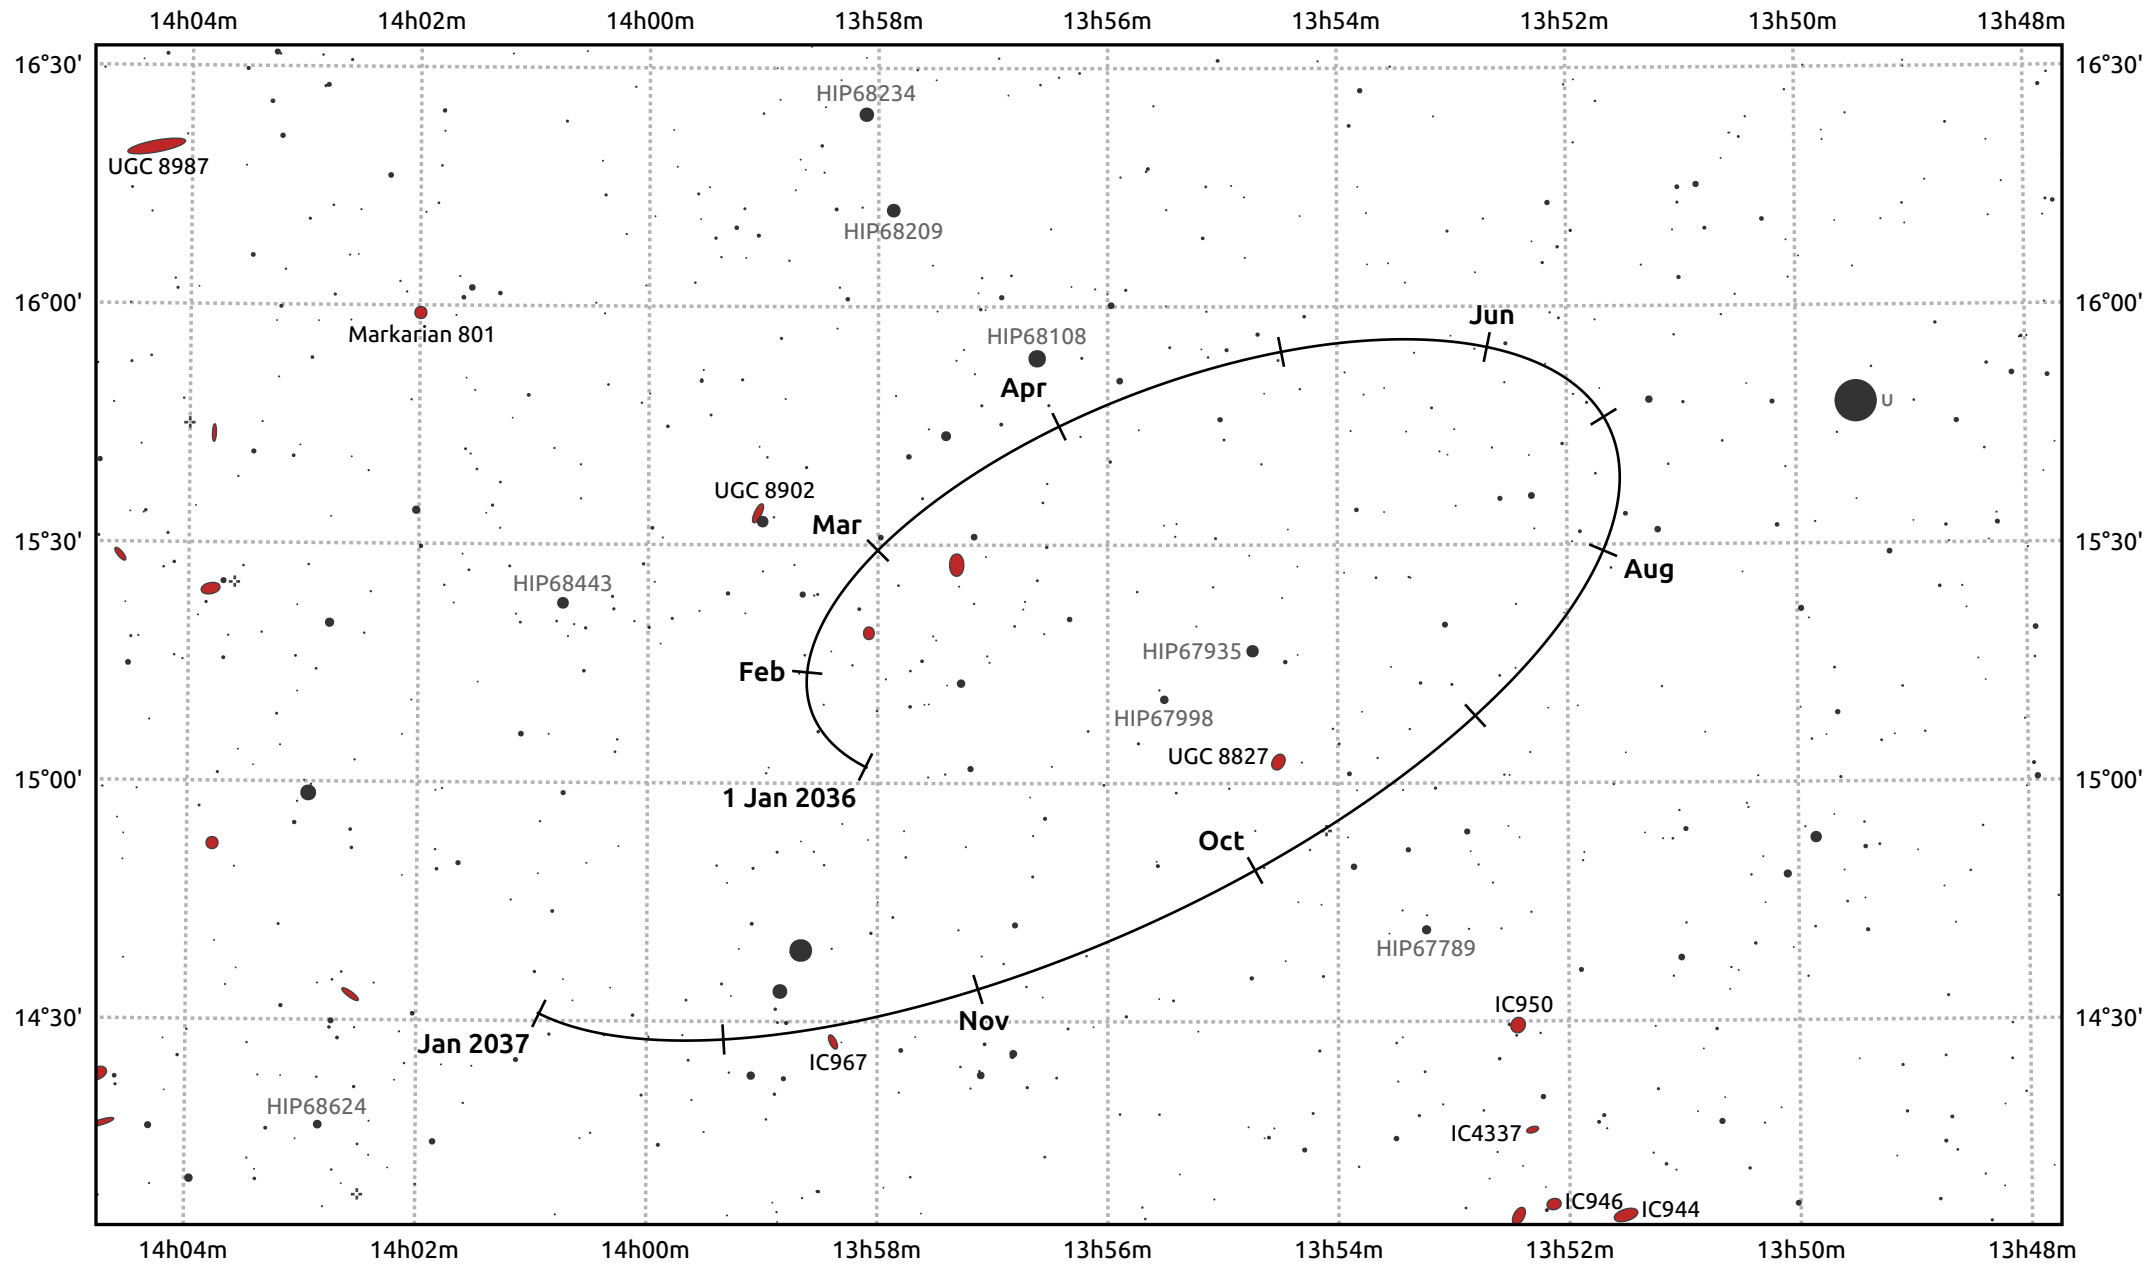 14h04m 14h02m 14h00m 13h58m 13h56m 13h54m 13h52m 13h50m 13h48m
16°30' 16°30'
HIP68234
UGC 8987
HIP68209
16°00' 16°00'
Jun
Markarian 801
HIP68108
Apr
υ
UGC 8902
Mar
15°30' 15°30'
Aug
HIP68443
HIP67935
Feb
HIP67998
UGC 8827
15°00' 15°00'
1 Jan 2036
Oct
HIP67789
IC950
14°30' 14°30'
Nov
Jan 2037
IC967
HIP68624
IC4337
IC946
IC944
14h04m 14h02m 14h00m 13h58m 13h56m 13h54m 13h52m 13h50m 13h48m